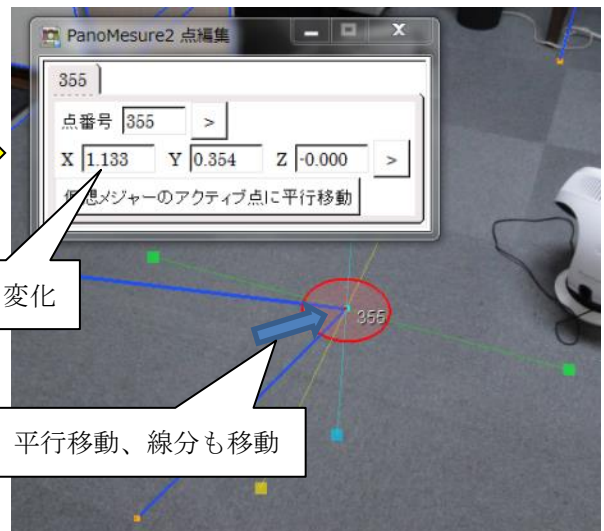 PanoMesure2 点編集
355
点番号 355 >
X 1.133 Y 0.354 Z -0.000 >
仮想メジャーのアクティブ点に平行移動
変化
355
平行移動、線分も移動